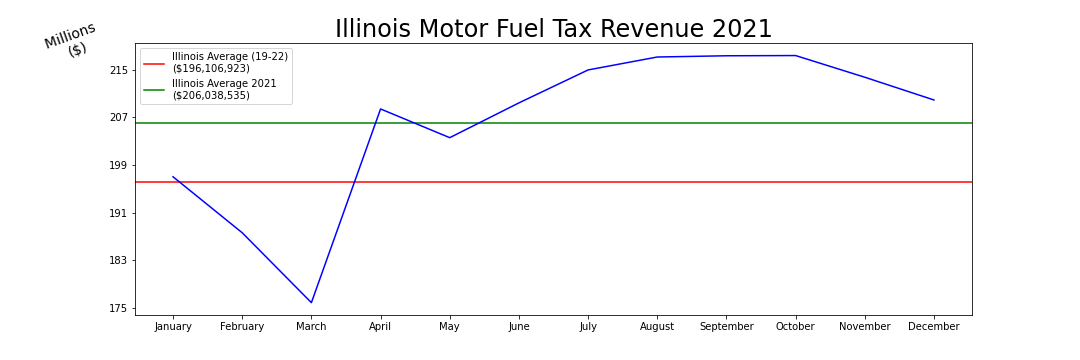 Illinois Motor Fuel Tax Revenue 2021
Millions
($)
Illinois Average (19-22)
($196,106,923)
Illinois Average 2021
($206,038,535)
215
207
199
191
183
175
January February March April May June July August September October November December